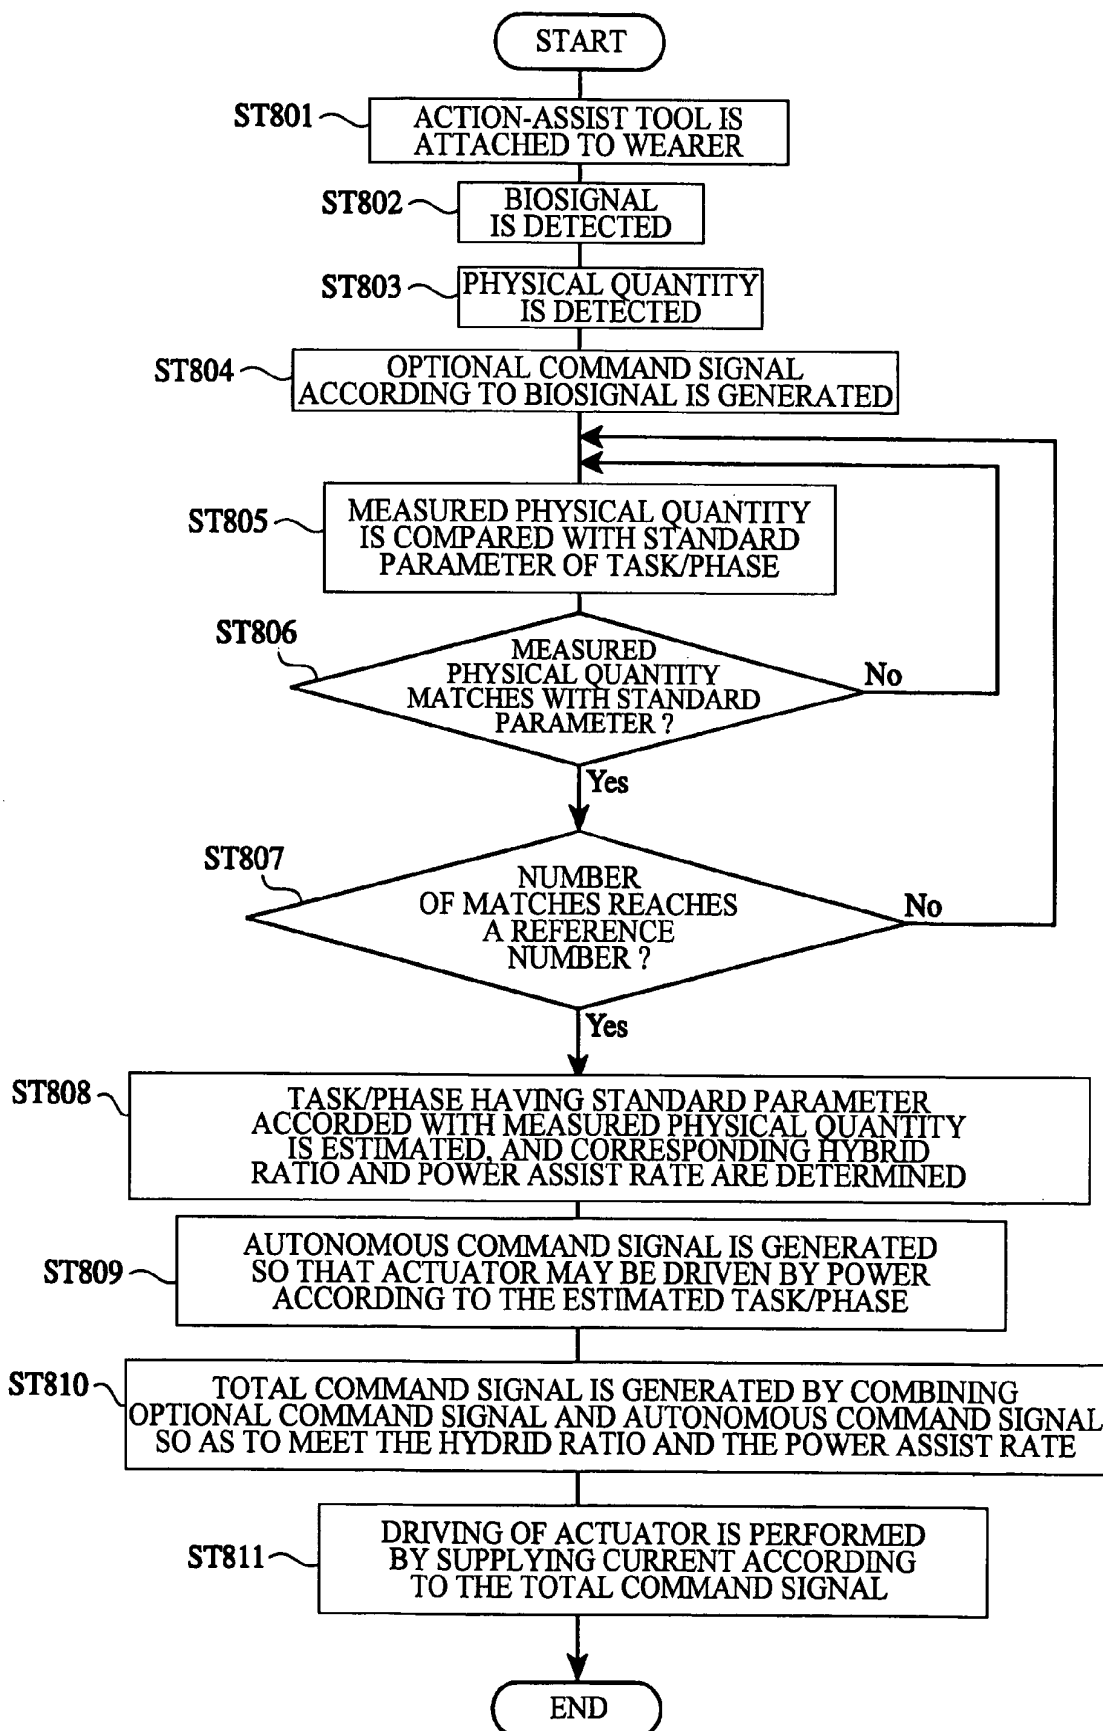 START
ST801
ACTION-ASSIST TOOL IS
ATTACHED TO WEARER
ST802
BIOSIGNAL
IS DETECTED
ST803
PHYSICAL QUANTITY
IS DETECTED
ST804
OPTIONAL COMMAND SIGNAL
ACCORDING TO BIOSIGNAL IS GENERATED
ST805
MEASURED PHYSICAL QUANTITY
IS COMPARED WITH STANDARD
PARAMETER OF TASK/PHASE
ST806
MEASURED
PHYSICAL QUANTITY
MATCHES WITH STANDARD
PARAMETER ?
No
Yes
ST807
NUMBER
OF MATCHES REACHES
A REFERENCE
NUMBER ?
No
Yes
ST808
TASK/PHASE HAVING STANDARD PARAMETER
ACCORDED WITH MEASURED PHYSICAL QUANTITY
IS ESTIMATED, AND CORRESPONDING HYBRID
RATIO AND POWER ASSIST RATE ARE DETERMINED
ST809
AUTONOMOUS COMMAND SIGNAL IS GENERATED
SO THAT ACTUATOR MAY BE DRIVEN BY POWER
ACCORDING TO THE ESTIMATED TASK/PHASE
ST810
TOTAL COMMAND SIGNAL IS GENERATED BY COMBINING
OPTIONAL COMMAND SIGNAL AND AUTONOMOUS COMMAND SIGNAL
SO AS TO MEET THE HYDRID RATIO AND THE POWER ASSIST RATE
ST811
DRIVING OF ACTUATOR IS PERFORMED
BY SUPPLYING CURRENT ACCORDING
TO THE TOTAL COMMAND SIGNAL
END